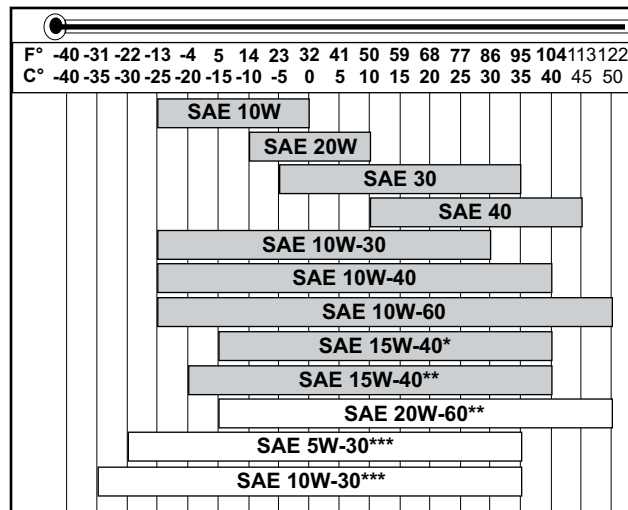 F° -40 -31 -22 -13 -4 5 14 23 32 41 50 59 68 77 86 95 104 113 122
C° -40 -35 -30 -25 -20 -15 -10 -5 0 5 10 15 20 25 30 35 40 45 50
SAE 10W
SAE 20W
SAE 30
SAE 40
SAE 10W-30
SAE 10W-40
SAE 10W-60
SAE 15W-40*
SAE 15W-40**
SAE 20W-60**
SAE 5W-30***
SAE 10W-30***